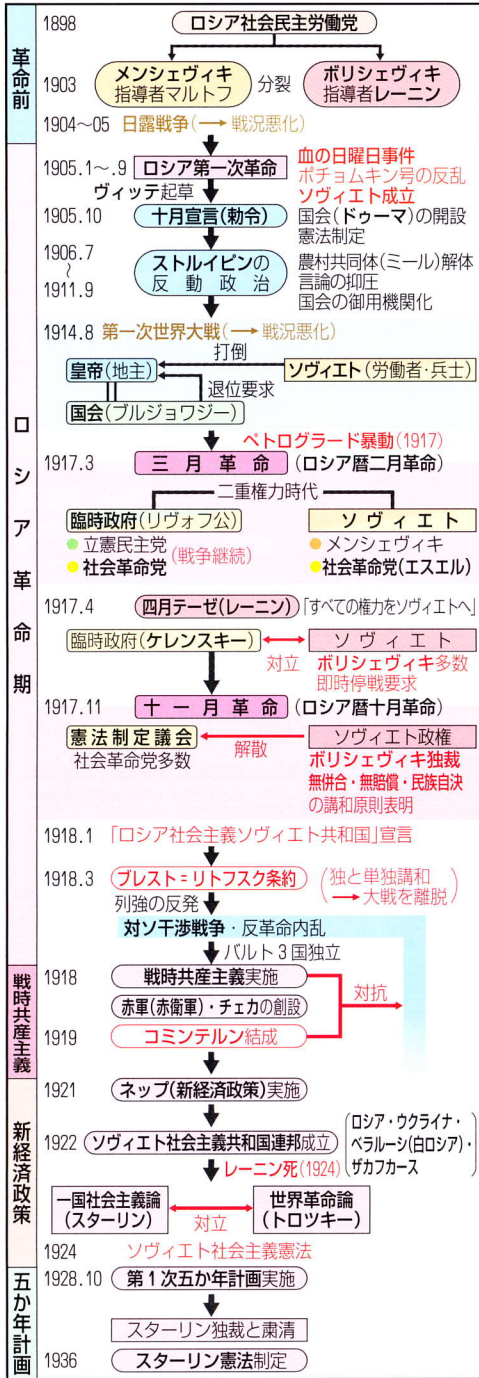 革命前
1898 ロシア社会民主労働党
1903 メンシェヴィキ 指導者マルトフ 分裂 ボリシェヴィキ 指導者レーニン
1904~05 日露戦争(→戦況悪化)
ロシア革命期
1905.1~.9 ロシア第一次革命
血の日曜日事件
ポチョムキン号の反乱
ソヴィエト成立
ヴィッテ起草
1905.10 十月宣言(勅令)
国会(ドゥーマ)の開設
憲法制定
1906.7
~
1911.9
ストルイピンの
反動政治
農村共同体(ミール)解体
言論の抑圧
国会の御用機関化
1914.8 第一次世界大戦(→戦況悪化)
打倒
皇帝(地主) ソヴィエト(労働者・兵士)
退位要求
国会(ブルジョワジー)
ペトログラード暴動(1917)
1917.3 三月革命 (ロシア暦二月革命)
二重権力時代
臨時政府(リヴォフ公) ソヴィエト
立憲民主党
社会革命党
(戦争継続)
メンシェヴィキ
社会革命党(エスエル)
1917.4 四月テーゼ(レーニン) 「すべての権力をソヴィエトへ」
臨時政府(ケレンスキー) 対立 ソヴィエト
ボリシェヴィキ多数
即時停戦要求
1917.11 十一月革命 (ロシア暦十月革命)
憲法制定議会 解散 ソヴィエト政権
社会革命党多数
ボリシェヴィキ独裁
無併合・無賠償・民族自決
の講和原則表明
1918.1 「ロシア社会主義ソヴィエト共和国」宣言
1918.3 ブレスト=リトフスク条約
(独と単独講和
→大戦を離脱)
列強の反発
対ソ干渉戦争・反革命内乱
バルト3国独立
戦時共産主義
1918 戦時共産主義実施
対抗
赤軍(赤衛軍)・チェカの創設
1919 コミンテルン結成
新経済政策
1921 ネップ(新経済政策)実施
1922 ソヴィエト社会主義共和国連邦成立
(ロシア・ウクライナ・
ベラルーシ(白ロシア)・
ザカフカース)
レーニン死(1924)
一国社会主義論
(スターリン)
対立
世界革命論
(トロツキー)
1924 ソヴィエト社会主義憲法
五か年計画
1928.10 第1次五か年計画実施
スターリン独裁と粛清
1936 スターリン憲法制定